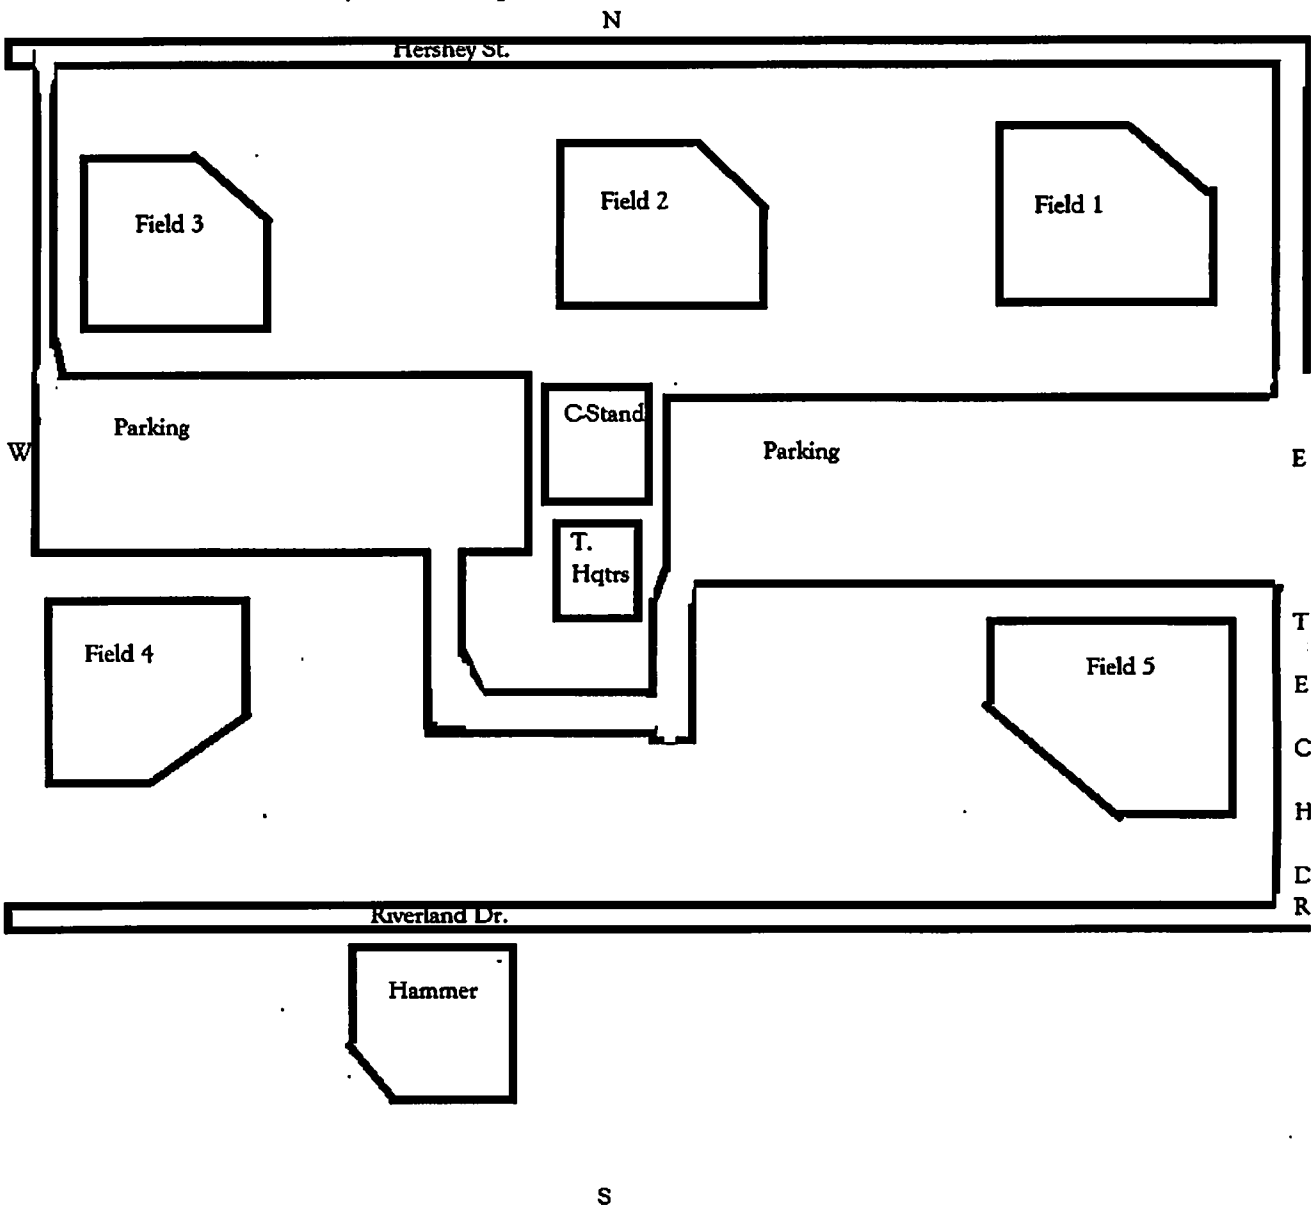 N
Hershey St.
Field 3
Field 2
Field 1
C-Stand
Parking
Parking
W
E
T.
Hqtrs
Field 4
Field 5
T
E
C
H
D
R
Riverland Dr.
Hammer
S